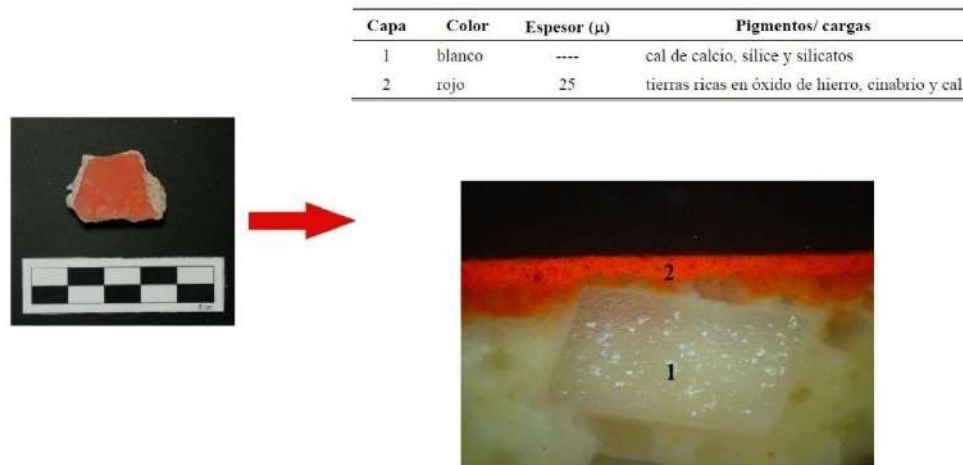 Capa Color Espesor (µ) Pigmentos/ cargas
1 blanco ---- cal de calcio, sílice y silicatos
2 rojo 25 tierras ricas en óxido de hierro, cinabrio y cal
2
1